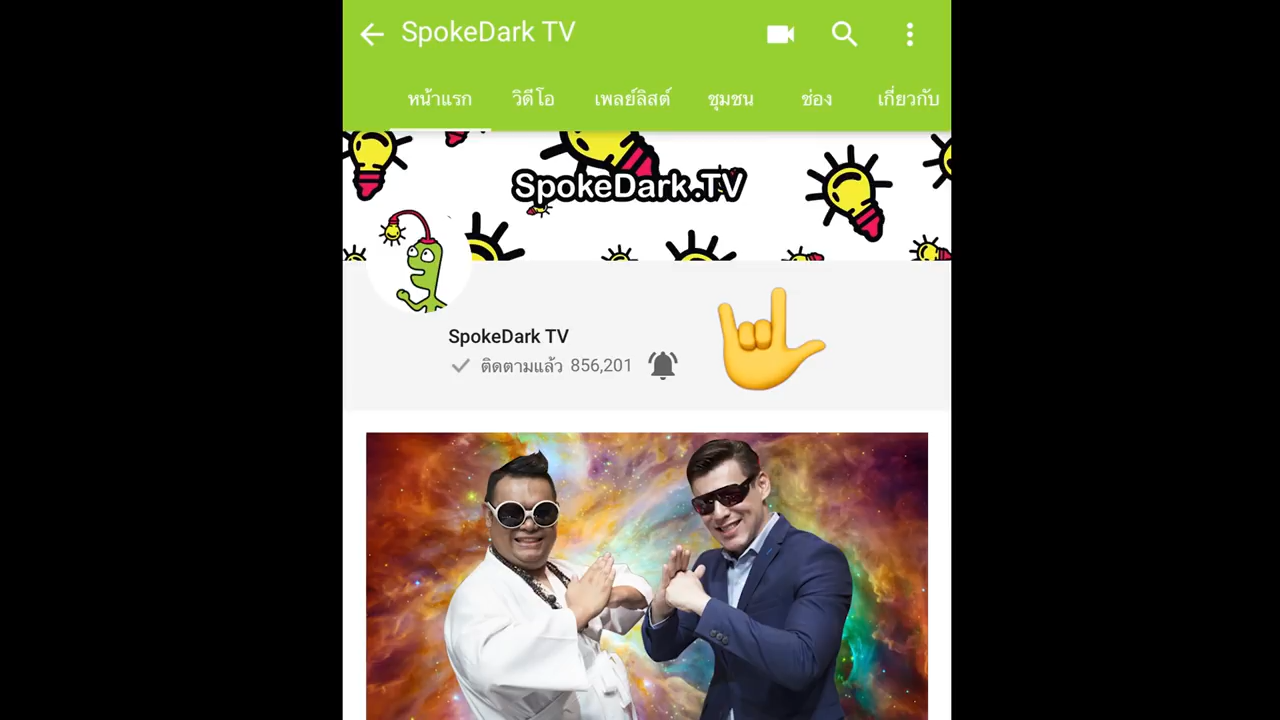 SpokeDark TV
หน้าแรก วิดีโอ เพลย์ลิสต์ ชุมชน ช่อง เกี่ยวกับ
SpokeDark.TV
SpokeDark TV
ติดตามแล้ว 856,201